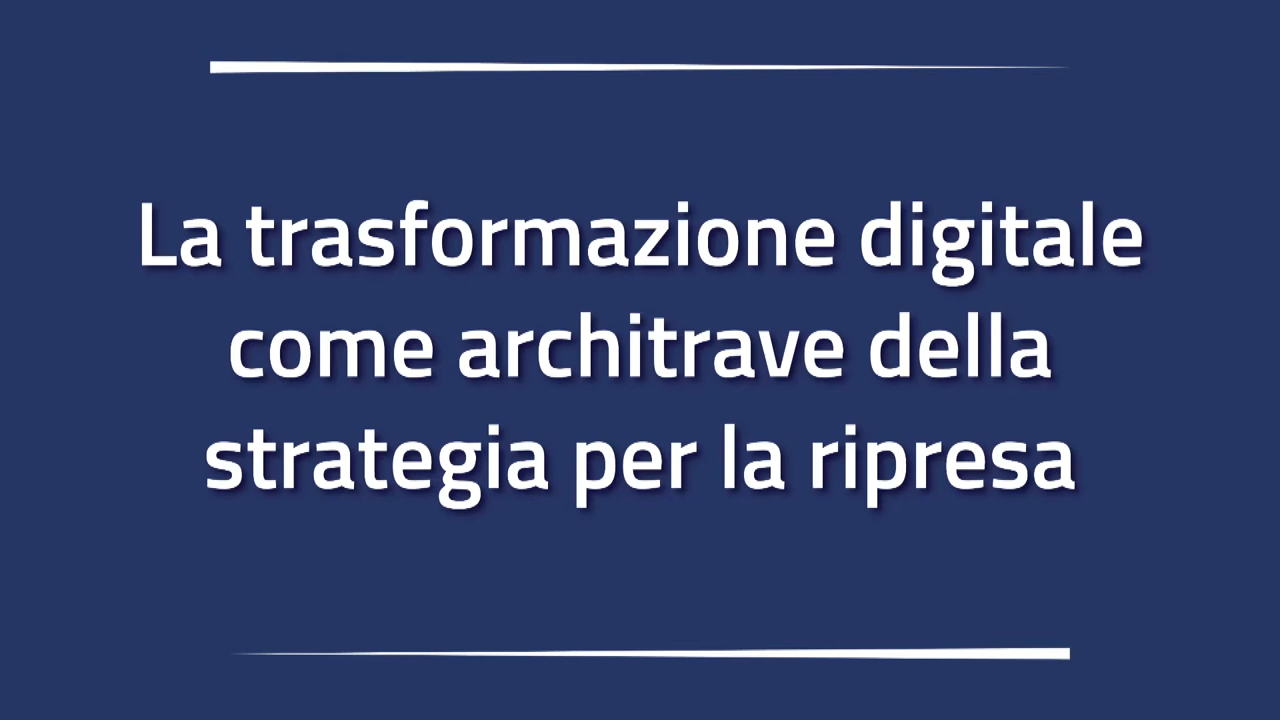 La trasformazione digitale
come architrave della
strategia per la ripresa